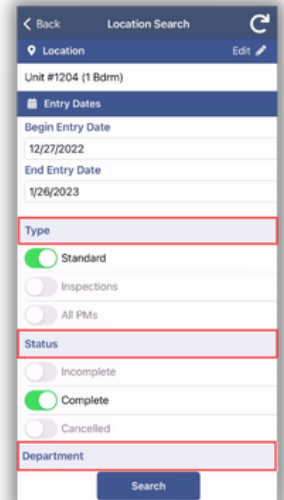 Back Location Search
Location Edit
Unit #1204 (1 Bdrm)
Entry Dates
Begin Entry Date
12/27/2022
End Entry Date
1/26/2023
Type
Standard
Inspections
All PMs
Status
Incomplete
Complete
Cancelled
Department
Search